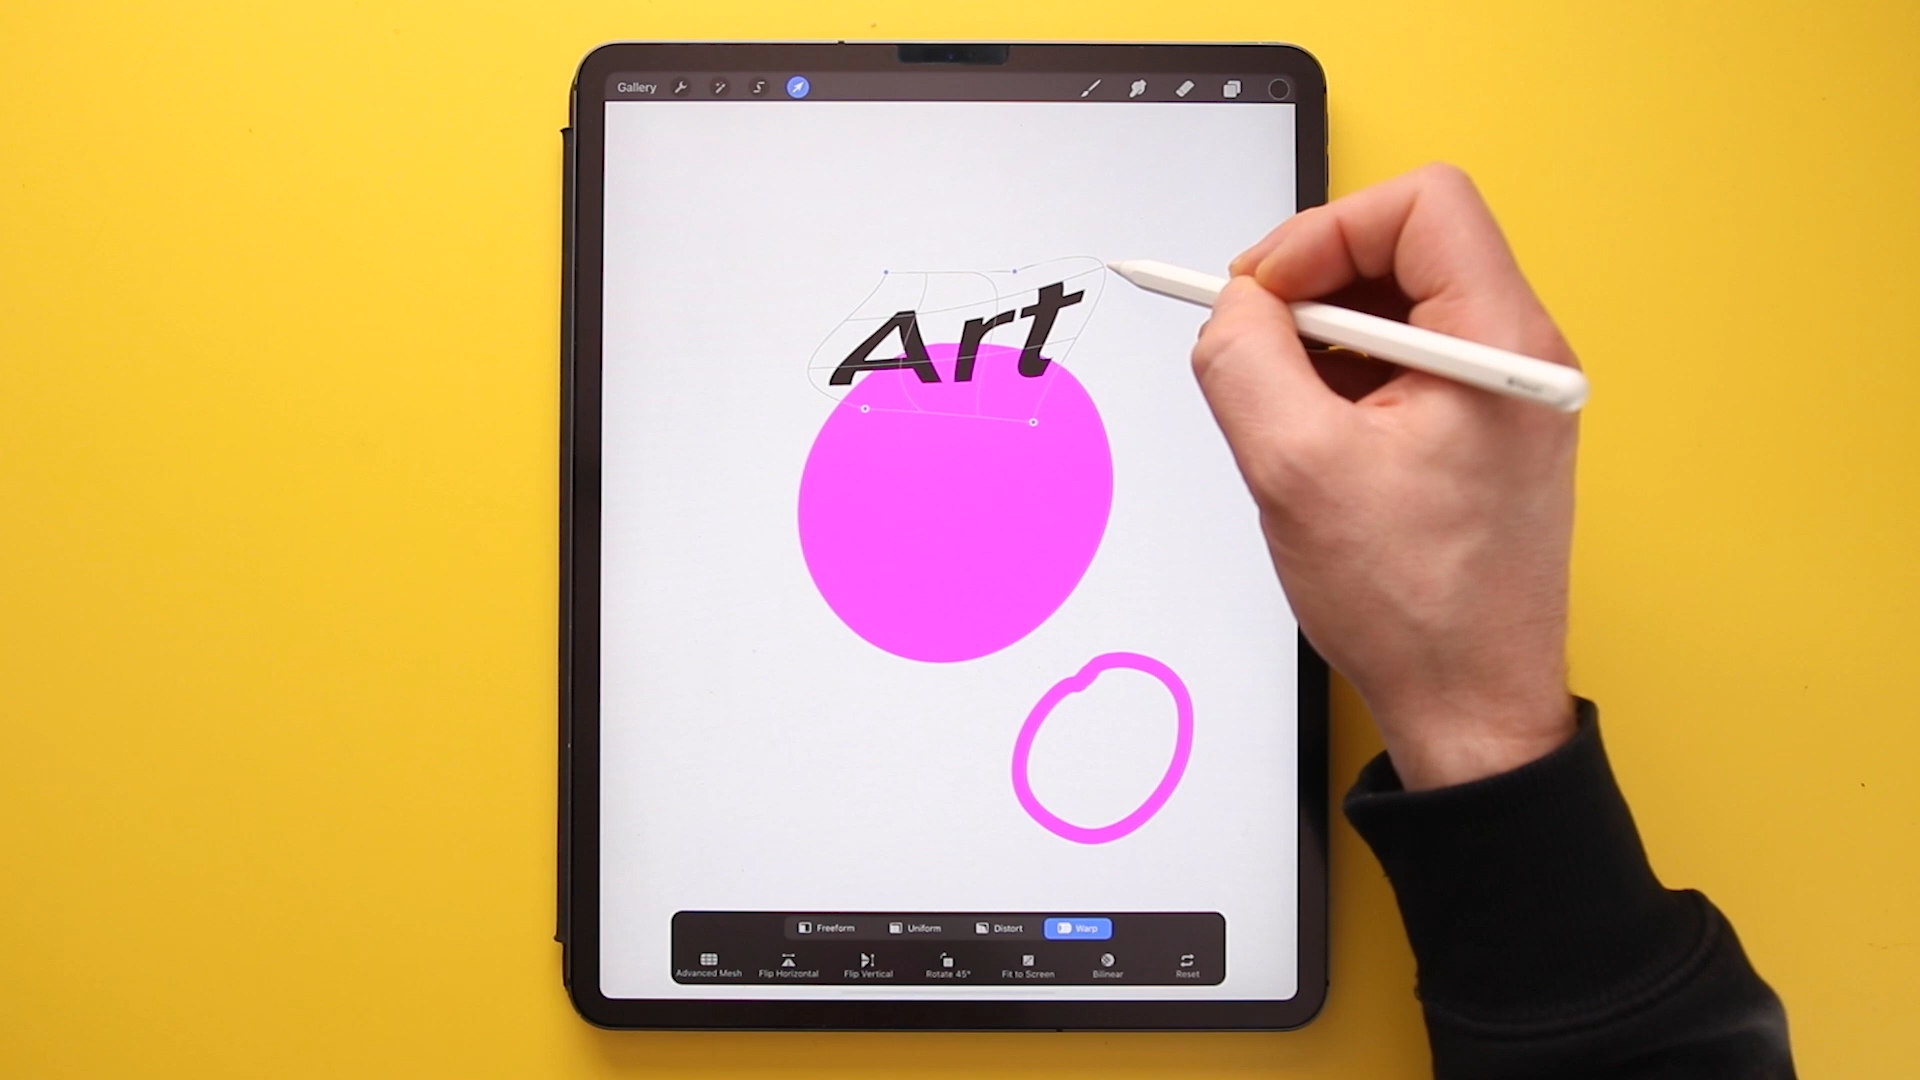 Gallery
Art
Freeform Uniform Distort Warp
Advanced Mesh Flip Horizontal Flip Vertical Rotate 45° Fit to Screen Bilinear Reset